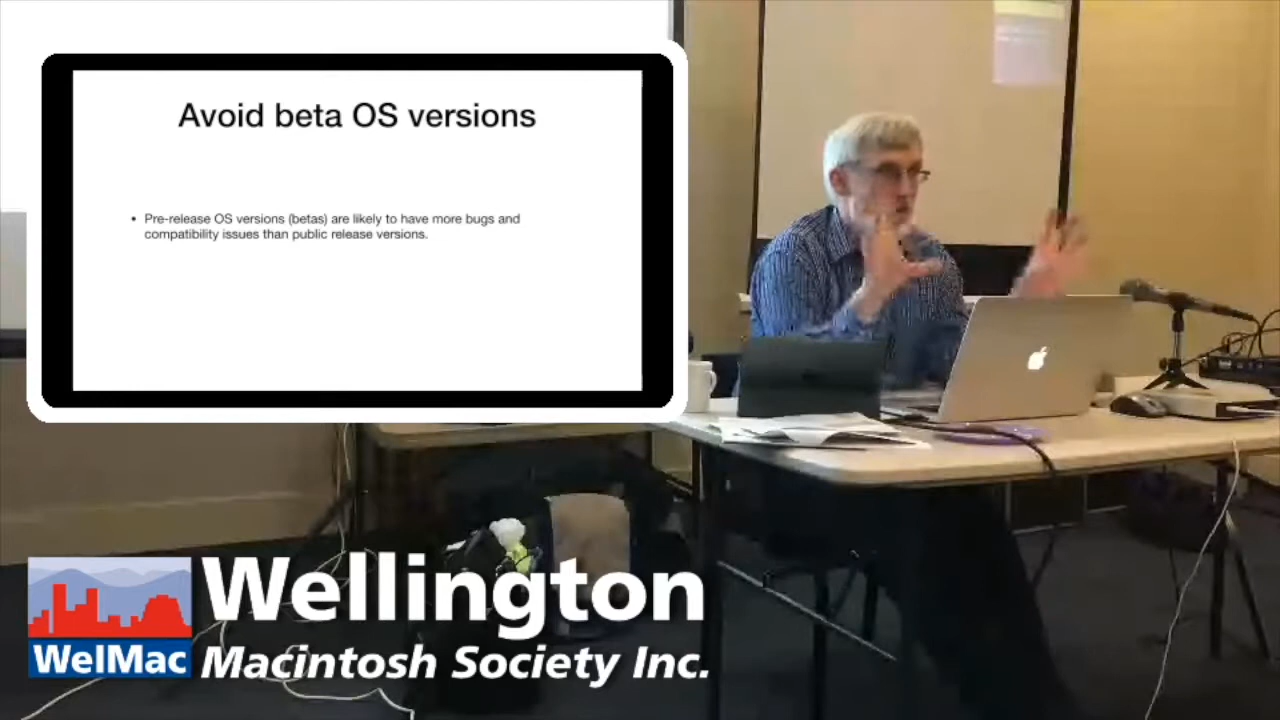 Avoid beta OS versions
• Pre-release OS versions (betas) are likely to have more bugs and
compatibility issues than public release versions.
WelMac
Wellington
Macintosh Society Inc.